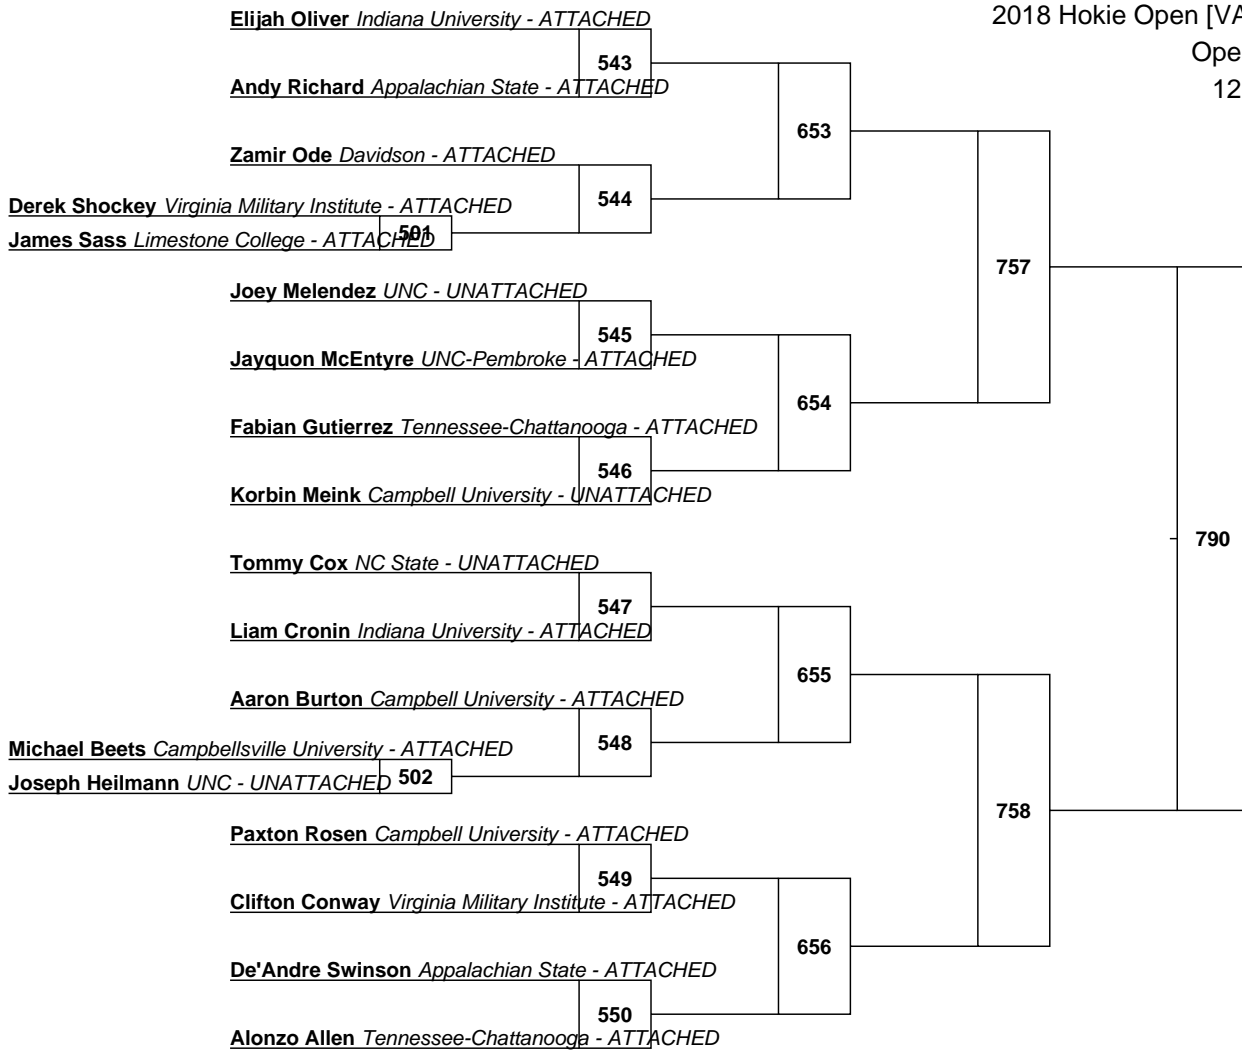 Elijah Oliver Indiana University - ATTACHED
2018 Hokie Open [VA
543
Ope
Andy Richard Appalachian State - ATTACHED
12
653
Zamir Ode Davidson - ATTACHED
544
Derek Shockey Virginia Military Institute - ATTACHED
501
James Sass Limestone College - ATTACHED
757
Joey Melendez UNC - UNATTACHED
545
Jayquon McEntyre UNC-Pembroke - ATTACHED
654
Fabian Gutierrez Tennessee-Chattanooga - ATTACHED
546
Korbin Meink Campbell University - UNATTACHED
790
Tommy Cox NC State - UNATTACHED
547
Liam Cronin Indiana University - ATTACHED
655
Aaron Burton Campbell University - ATTACHED
548
Michael Beets Campbellsville University - ATTACHED
502
Joseph Heilmann UNC - UNATTACHED
758
Paxton Rosen Campbell University - ATTACHED
549
Clifton Conway Virginia Military Institute - ATTACHED
656
De'Andre Swinson Appalachian State - ATTACHED
550
Alonzo Allen Tennessee-Chattanooga - ATTACHED